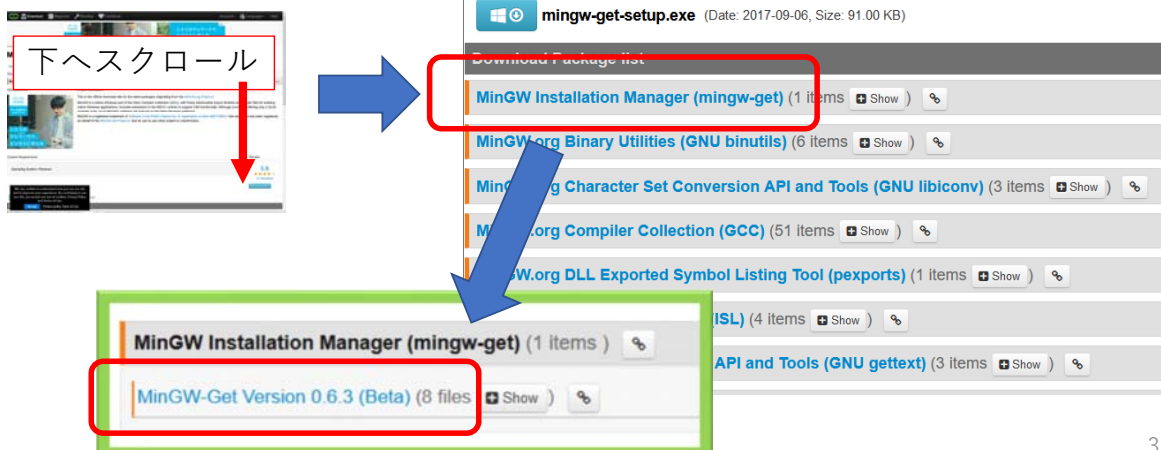 下へスクロール
mingw-get-setup.exe (Date: 2017-09-06, Size: 91.00 KB)
Download Package list
MinGW Installation Manager (mingw-get) (1 items Show )
MinGW.org Binary Utilities (GNU binutils) (6 items Show )
MinGW.org Character Set Conversion API and Tools (GNU libiconv) (3 items Show )
M .org Compiler Collection (GCC) (51 items Show )
GW.org DLL Exported Symbol Listing Tool (pexports) (1 items Show )
(ISL) (4 items Show )
API and Tools (GNU gettext) (3 items Show )
MinGW Installation Manager (mingw-get) (1 items )
MinGW-Get Version 0.6.3 (Beta) (8 files Show )
3